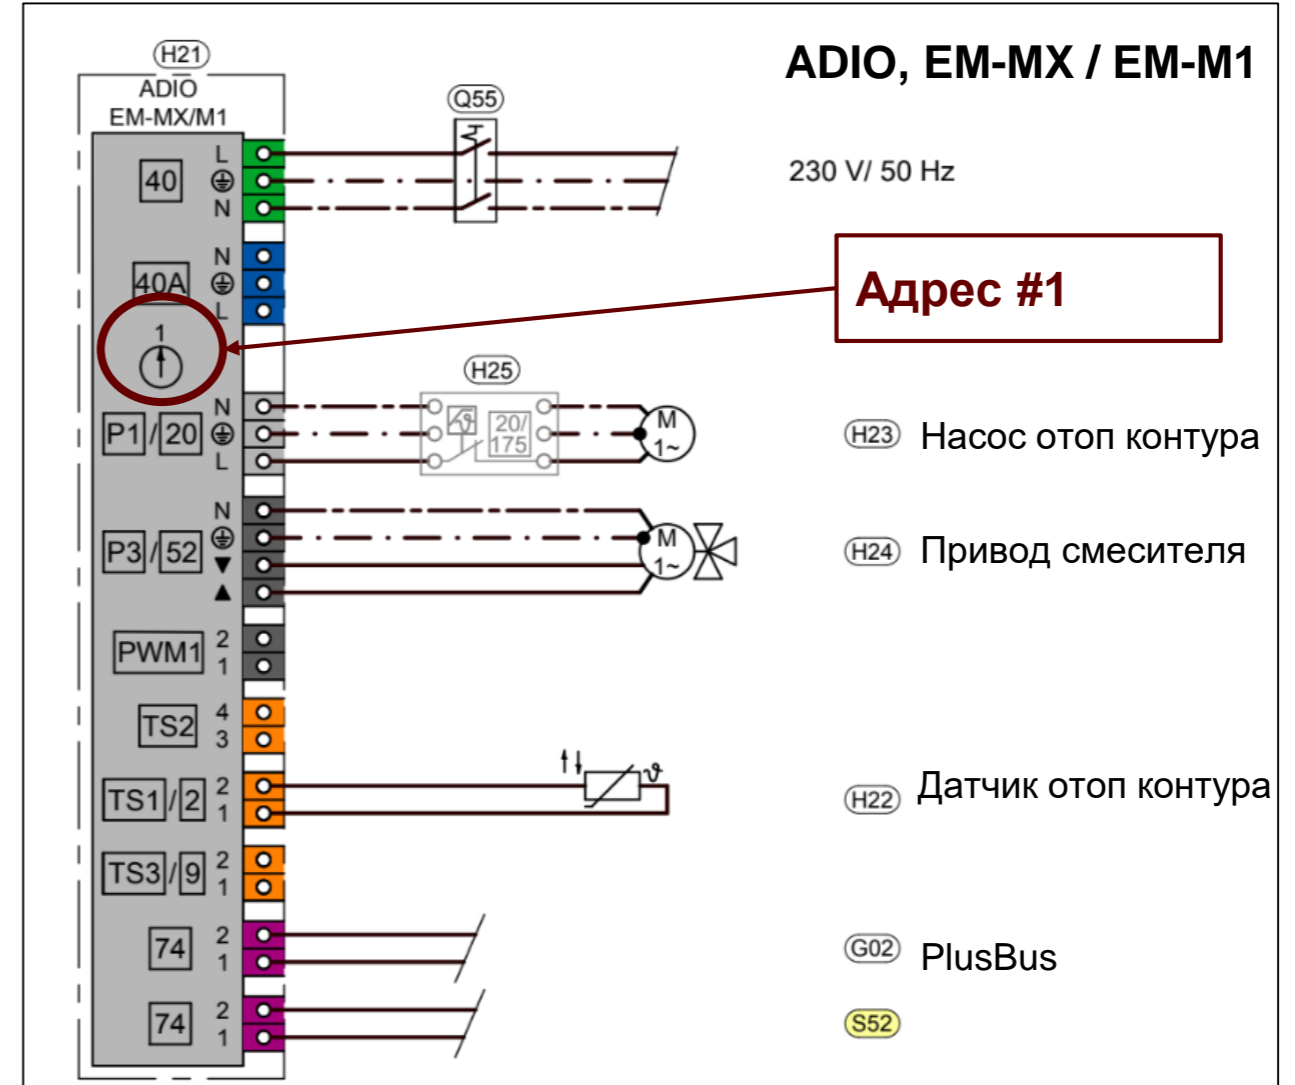 ADIO, EM-MX / EM-M1
H21
ADIO
EM-MX/M1
Q55
40
L
N
230 V/ 50 Hz
40A
N
L
Адрес #1
1
H25
P1/20
N
L
20/
175
M
1~
H23 Насос отоп контура
P3/52
N
▼
▲
M
1~
H24 Привод смесителя
PWM1
2
1
TS2
4
3
TS1/2
2
1
ϑ
H22 Датчик отоп контура
TS3/9
2
1
74
2
1
G02 PlusBus
74
2
1
S52